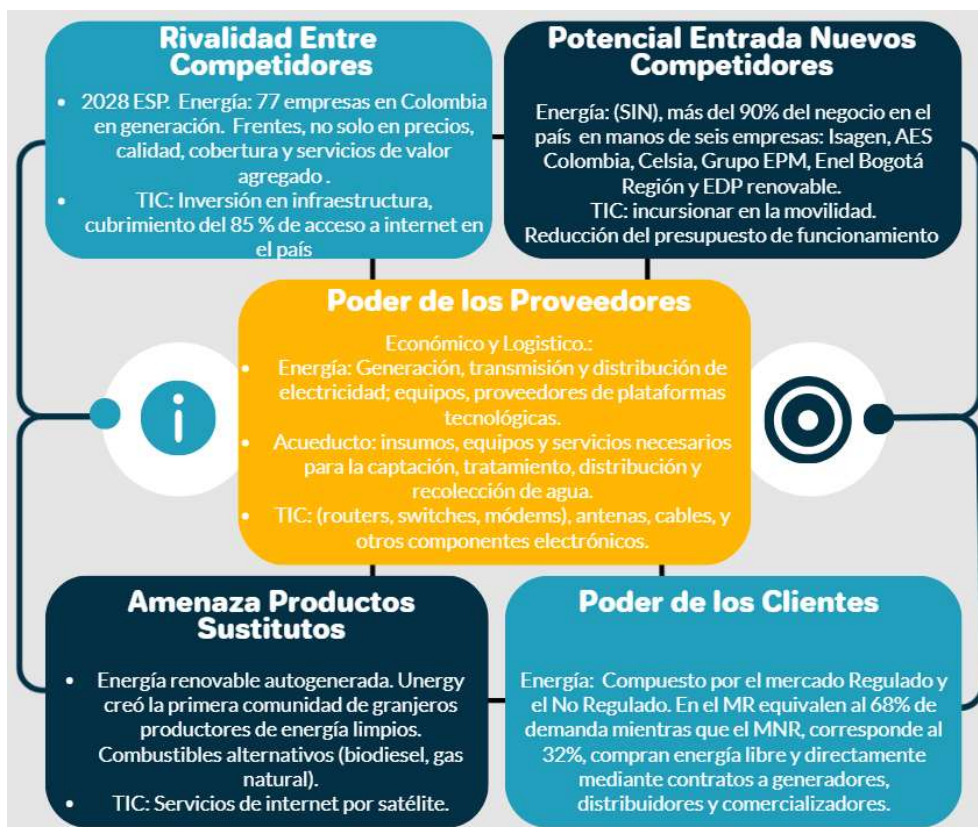 Rivalidad Entre
Competidores
• 2028 ESP. Energía: 77 empresas en Colombia
en generación. Frentes, no solo en precios,
calidad, cobertura y servicios de valor
agregado .
• TIC: Inversión en infraestructura,
cubrimiento del 85 % de acceso a internet en
el país
Potencial Entrada Nuevos
Competidores
Energía: (SIN), más del 90% del negocio en el
país en manos de seis empresas: Isagen, AES
Colombia, Celsia, Grupo EPM, Enel Bogotá
Región y EDP renovable.
TIC: incursionar en la movilidad.
Reducción del presupuesto de funcionamiento
Poder de los Proveedores
Económico y Logistico.:
• Energía: Generación, transmisión y distribución de
electricidad; equipos, proveedores de plataformas
tecnológicas.
• Acueducto: insumos, equipos y servicios necesarios
para la captación, tratamiento, distribución y
recolección de agua.
• TIC: (routers, switches, módems), antenas, cables, y
otros componentes electrónicos.
Amenaza Productos
Sustitutos
• Energía renovable autogenerada. Unergy
creó la primera comunidad de granjeros
productores de energía limpios.
Combustibles alternativos (biodiesel, gas
natural).
• TIC: Servicios de internet por satélite.
Poder de los Clientes
Energía: Compuesto por el mercado Regulado y
el No Regulado. En el MR equivalen al 68% de
demanda mientras que el MNR, corresponde al
32%, compran energía libre y directamente
mediante contratos a generadores,
distribuidores y comercializadores.